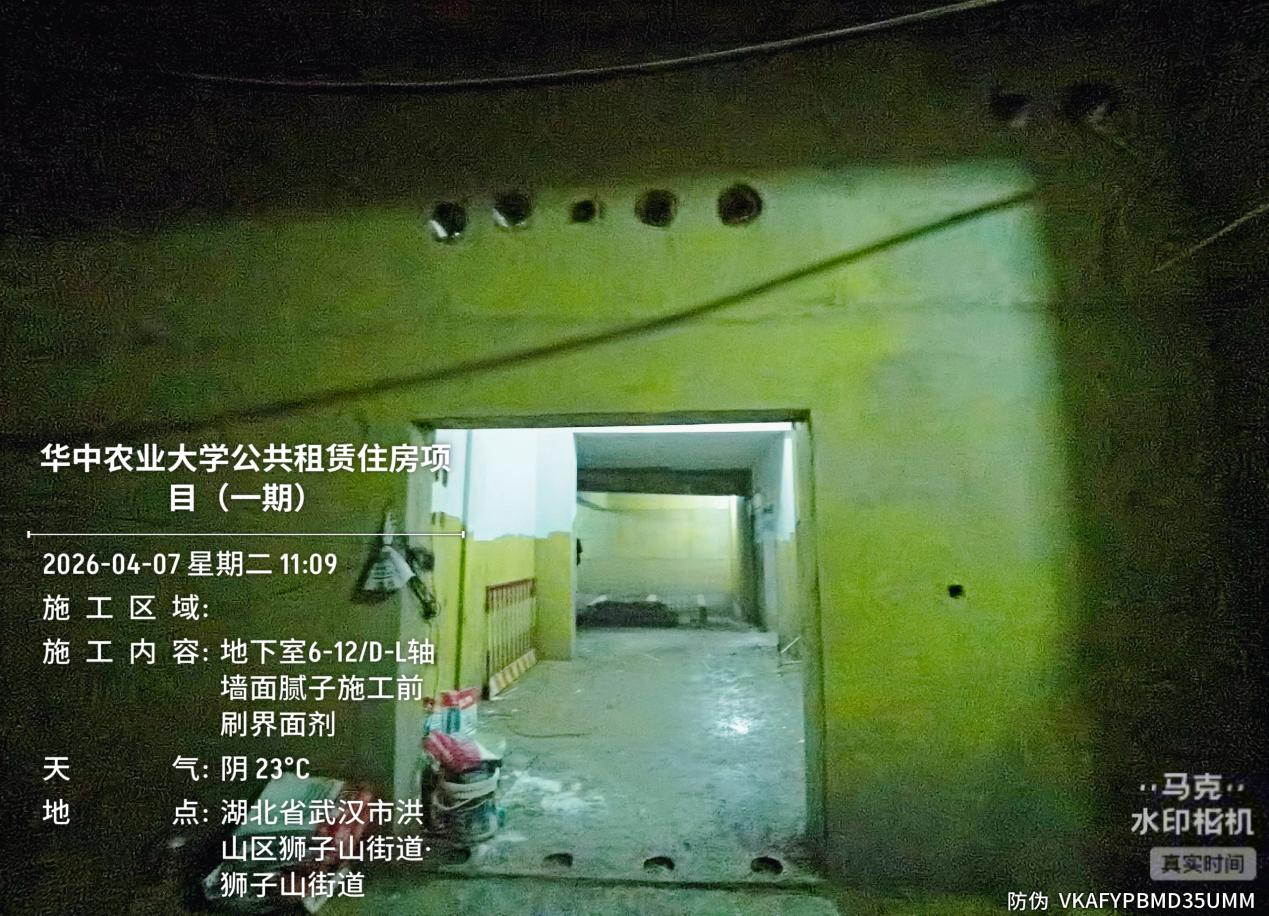 华中农业大学公共租赁住房项
目（一期）
2026-04-07 星期二 11:09
施工区域:
施工内容: 地下室6-12/D-L轴
墙面腻子施工前
刷界面剂
天气: 阴 23°C
地点: 湖北省武汉市洪
山区狮子山街道·
狮子山街道
马克
水印相机
真实时间
防伪 VKAFYPBMD35UMM